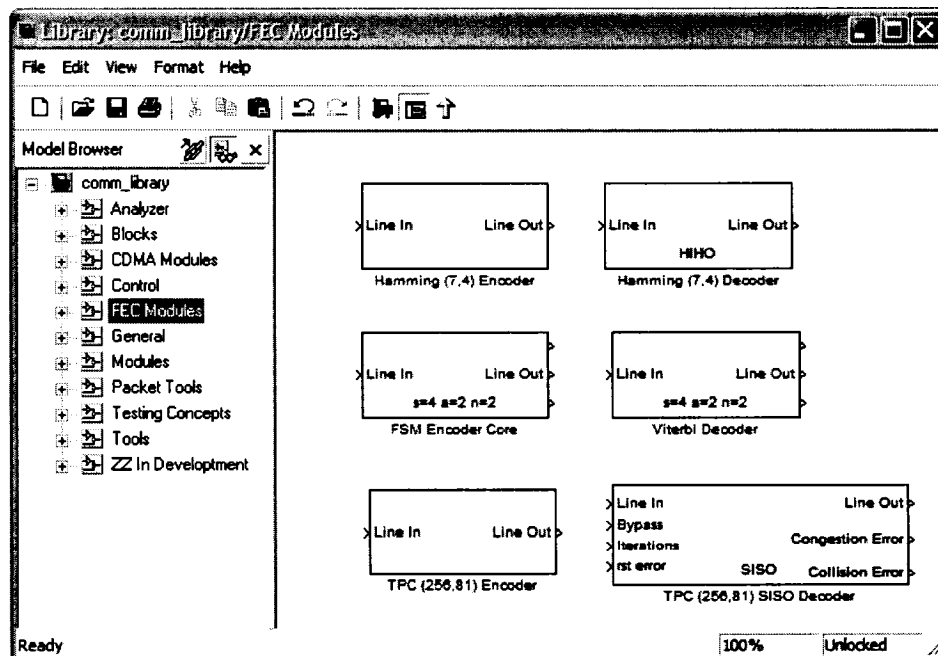 Library: comm_library/FEC Modules
File Edit View Format Help
Model Browser
comm_library
Analyzer
Blocks
CDMA Modules
Control
FEC Modules
General
Modules
Packet Tools
Testing Concepts
Tools
ZZ In Developtment
Line In Line Out
Hamming (7,4) Encoder
Line In Line Out
HIHO
Hamming (7,4) Decoder
Line In Line Out
s=4 a=2 n=2
FSM Encoder Core
Line In Line Out
s=4 a=2 n=2
Viterbi Decoder
Line In Line Out
TPC (256,81) Encoder
Line In Line Out
Bypass
Iterations Congestion Error
rst error SISO Collision Error
TPC (256,81) SISO Decoder
Ready 100% Unlocked